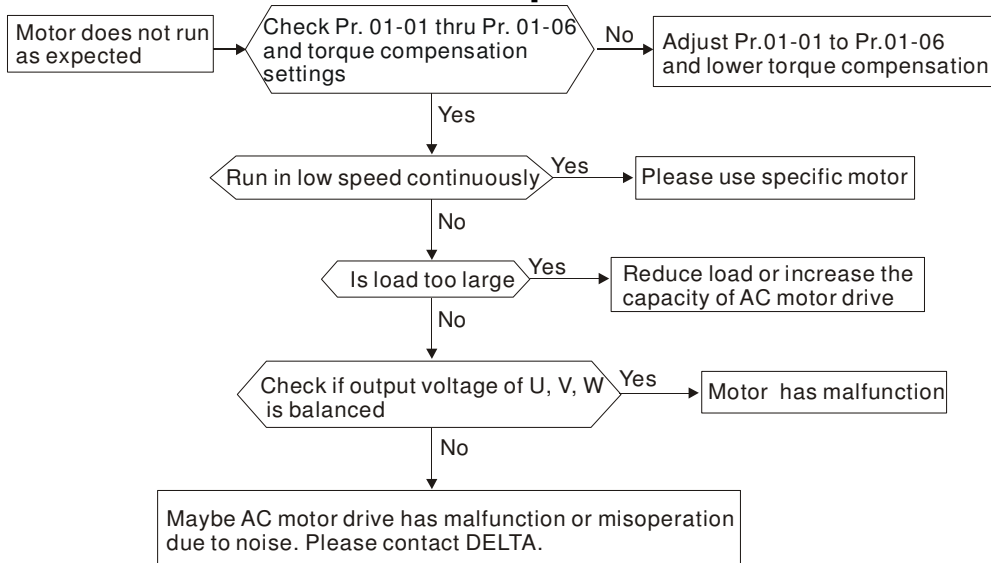 Motor does not run
as expected
Check Pr. 01-01 thru Pr. 01-06
and torque compensation
settings
No
Adjust Pr.01-01 to Pr.01-06
and lower torque compensation
Yes
Run in low speed continuously
Yes
Please use specific motor
No
Is load too large
Yes
Reduce load or increase the
capacity of AC motor drive
No
Check if output voltage of U, V, W
is balanced
Yes
Motor has malfunction
No
Maybe AC motor drive has malfunction or misoperation
due to noise. Please contact DELTA.